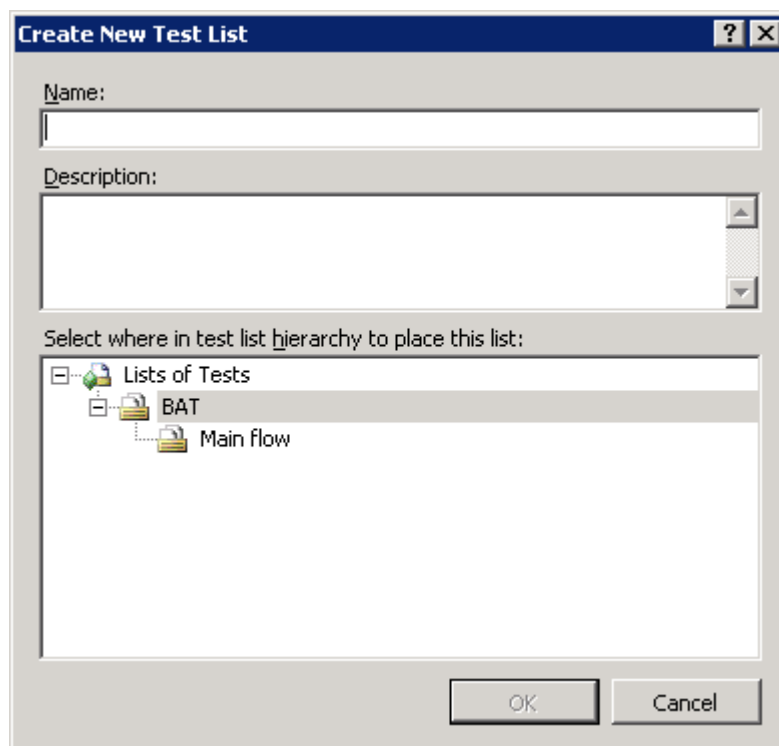 Create New Test List
Name:
Description:
Select where in test list hierarchy to place this list:
Lists of Tests
BAT
Main flow
OK Cancel